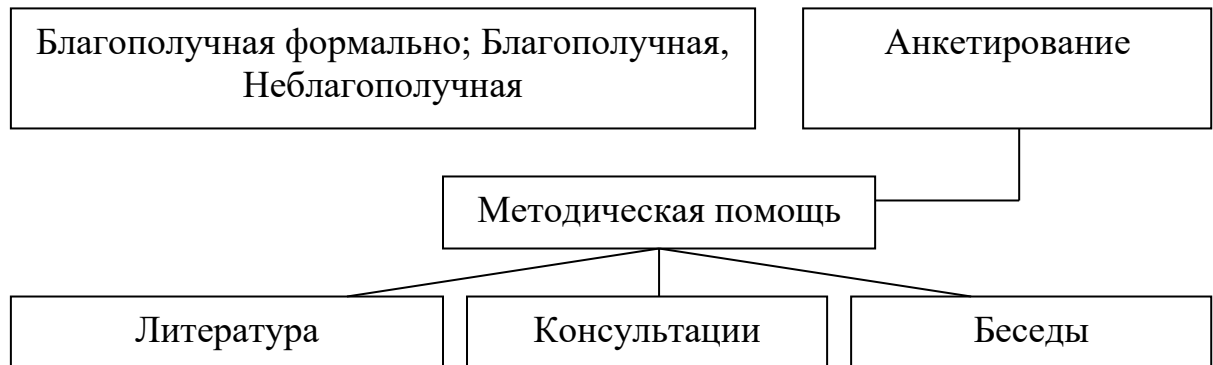 Благополучная формально; Благополучная,
Неблагополучная
Анкетирование
Методическая помощь
Литература
Консультации
Беседы